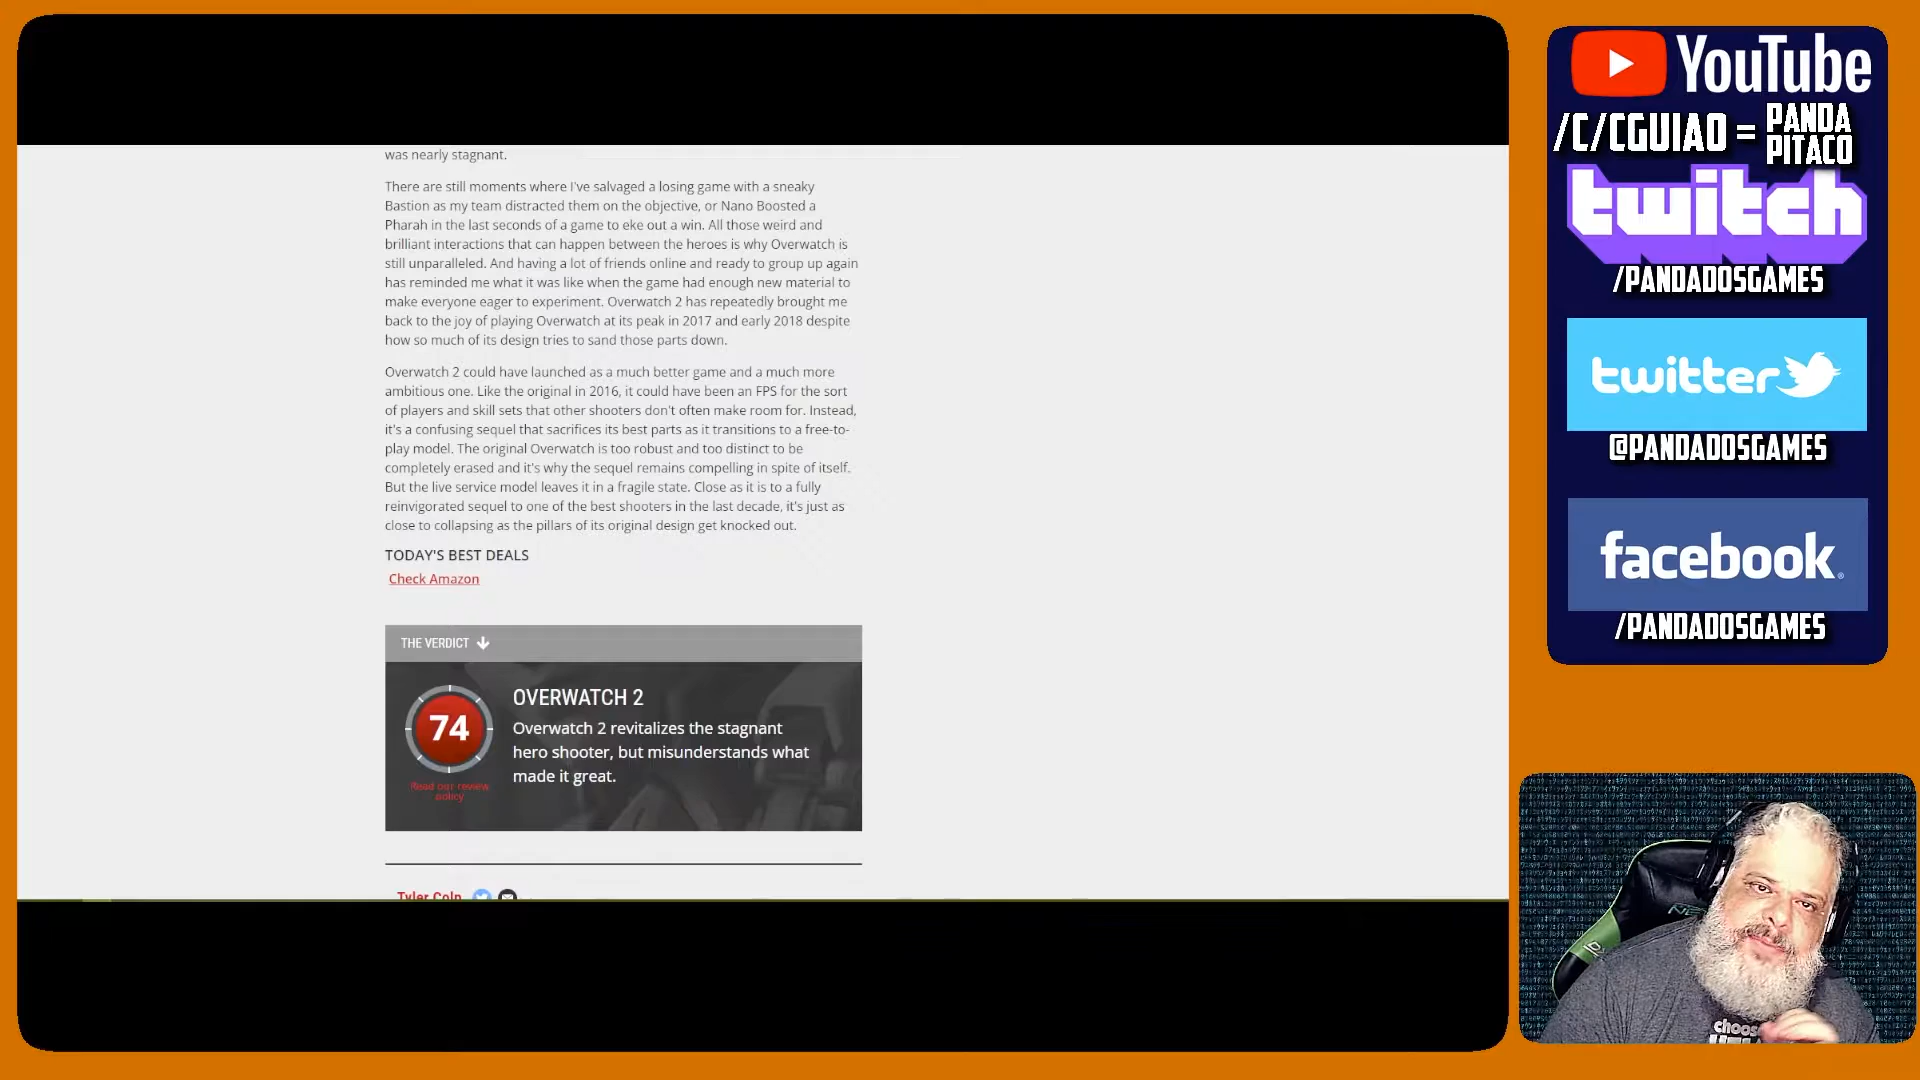 was nearly stagnant.
There are still moments where I've salvaged a losing game with a sneaky
Bastion as my team distracted them on the objective, or Nano Boosted a
Pharah in the last seconds of a game to eke out a win. All those weird and
brilliant interactions that can happen between the heroes is why Overwatch is
still unparalleled. And having a lot of friends online and ready to group up again
has reminded me what it was like when the game had enough new material to
make everyone eager to experiment. Overwatch 2 has repeatedly brought me
back to the joy of playing Overwatch at its peak in 2017 and early 2018 despite
how so much of its design tries to sand those parts down.
Overwatch 2 could have launched as a much better game and a much more
ambitious one. Like the original in 2016, it could have been an FPS for the sort
of players and skill sets that other shooters don't often make room for. Instead,
it's a confusing sequel that sacrifices its best parts as it transitions to a free-to-
play model. The original Overwatch is too robust and too distinct to be
completely erased and it's why the sequel remains compelling in spite of itself.
But the live service model leaves it in a fragile state. Close as it is to a fully
reinvigorated sequel to one of the best shooters in the last decade, it's just as
close to collapsing as the pillars of its original design get knocked out.
TODAY'S BEST DEALS
Check Amazon
THE VERDICT
74
Read our review
policy
OVERWATCH 2
Overwatch 2 revitalizes the stagnant
hero shooter, but misunderstands what
made it great.
Tyler Coln
YouTube
/C/CGUIAO = PANDA
PITACO
twitch
/PANDADOSGAMES
twitter
@PANDADOSGAMES
facebook
/PANDADOSGAMES
choos